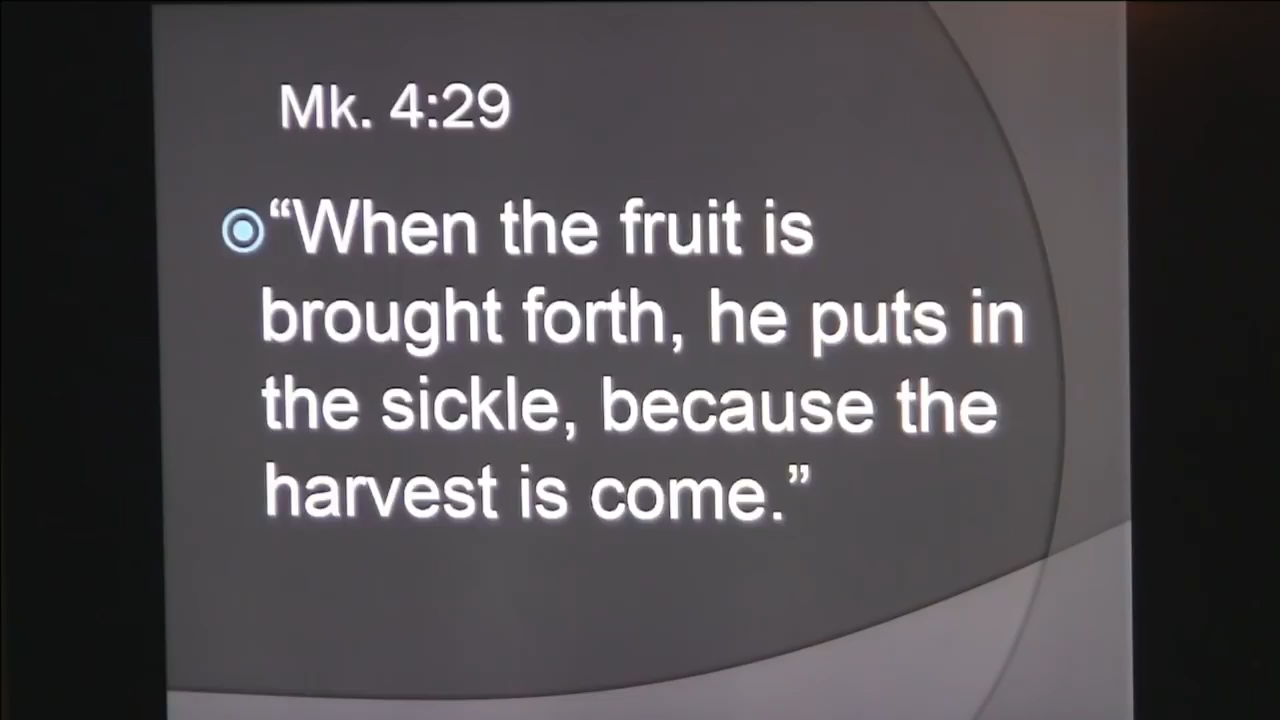 Mk. 4:29
“When the fruit is
brought forth, he puts in
the sickle, because the
harvest is come.”